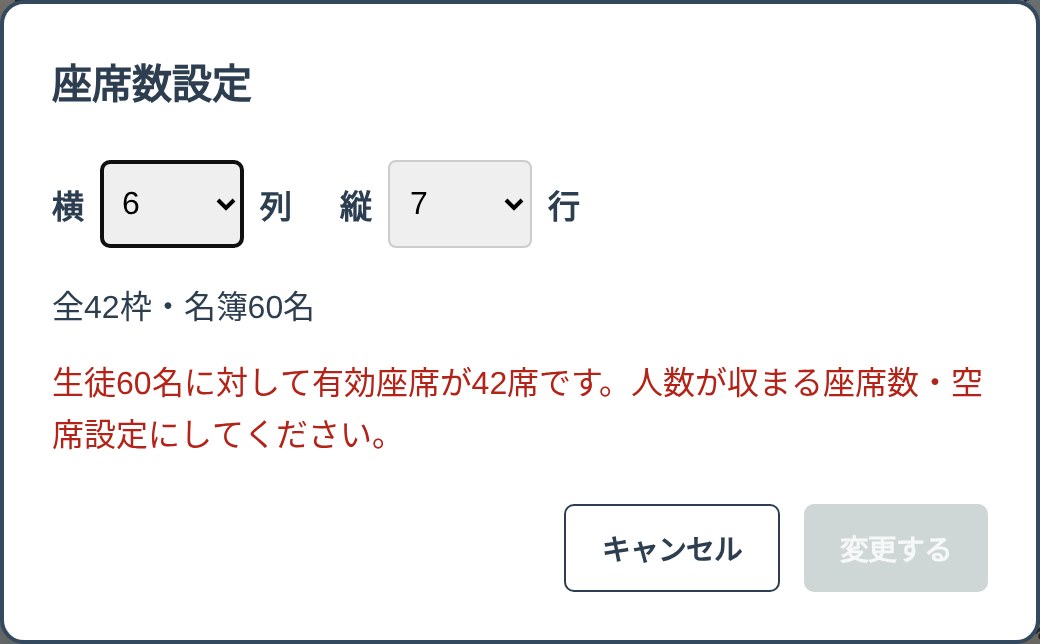 座席数設定
横 6 列 縦 7 行
全42枠・名簿60名
生徒60名に対して有効座席が42席です。人数が収まる座席数・空
席設定にしてください。
キャンセル 変更する